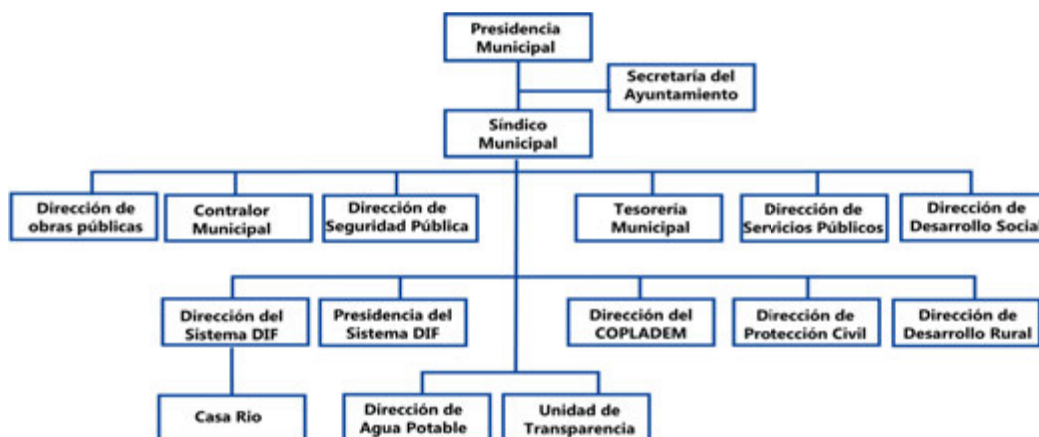 Presidencia
Municipal
Secretaría del
Ayuntamiento
Síndico
Municipal
Dirección de
obras públicas
Contralor
Municipal
Dirección de
Seguridad Pública
Tesorería
Municipal
Dirección de
Servicios Públicos
Dirección de
Desarrollo Social
Dirección del
Sistema DIF
Presidencia del
Sistema DIF
Dirección del
COPLADEM
Dirección de
Protección Civil
Dirección de
Desarrollo Rural
Casa Rio
Dirección de
Agua Potable
Unidad de
Transparencia